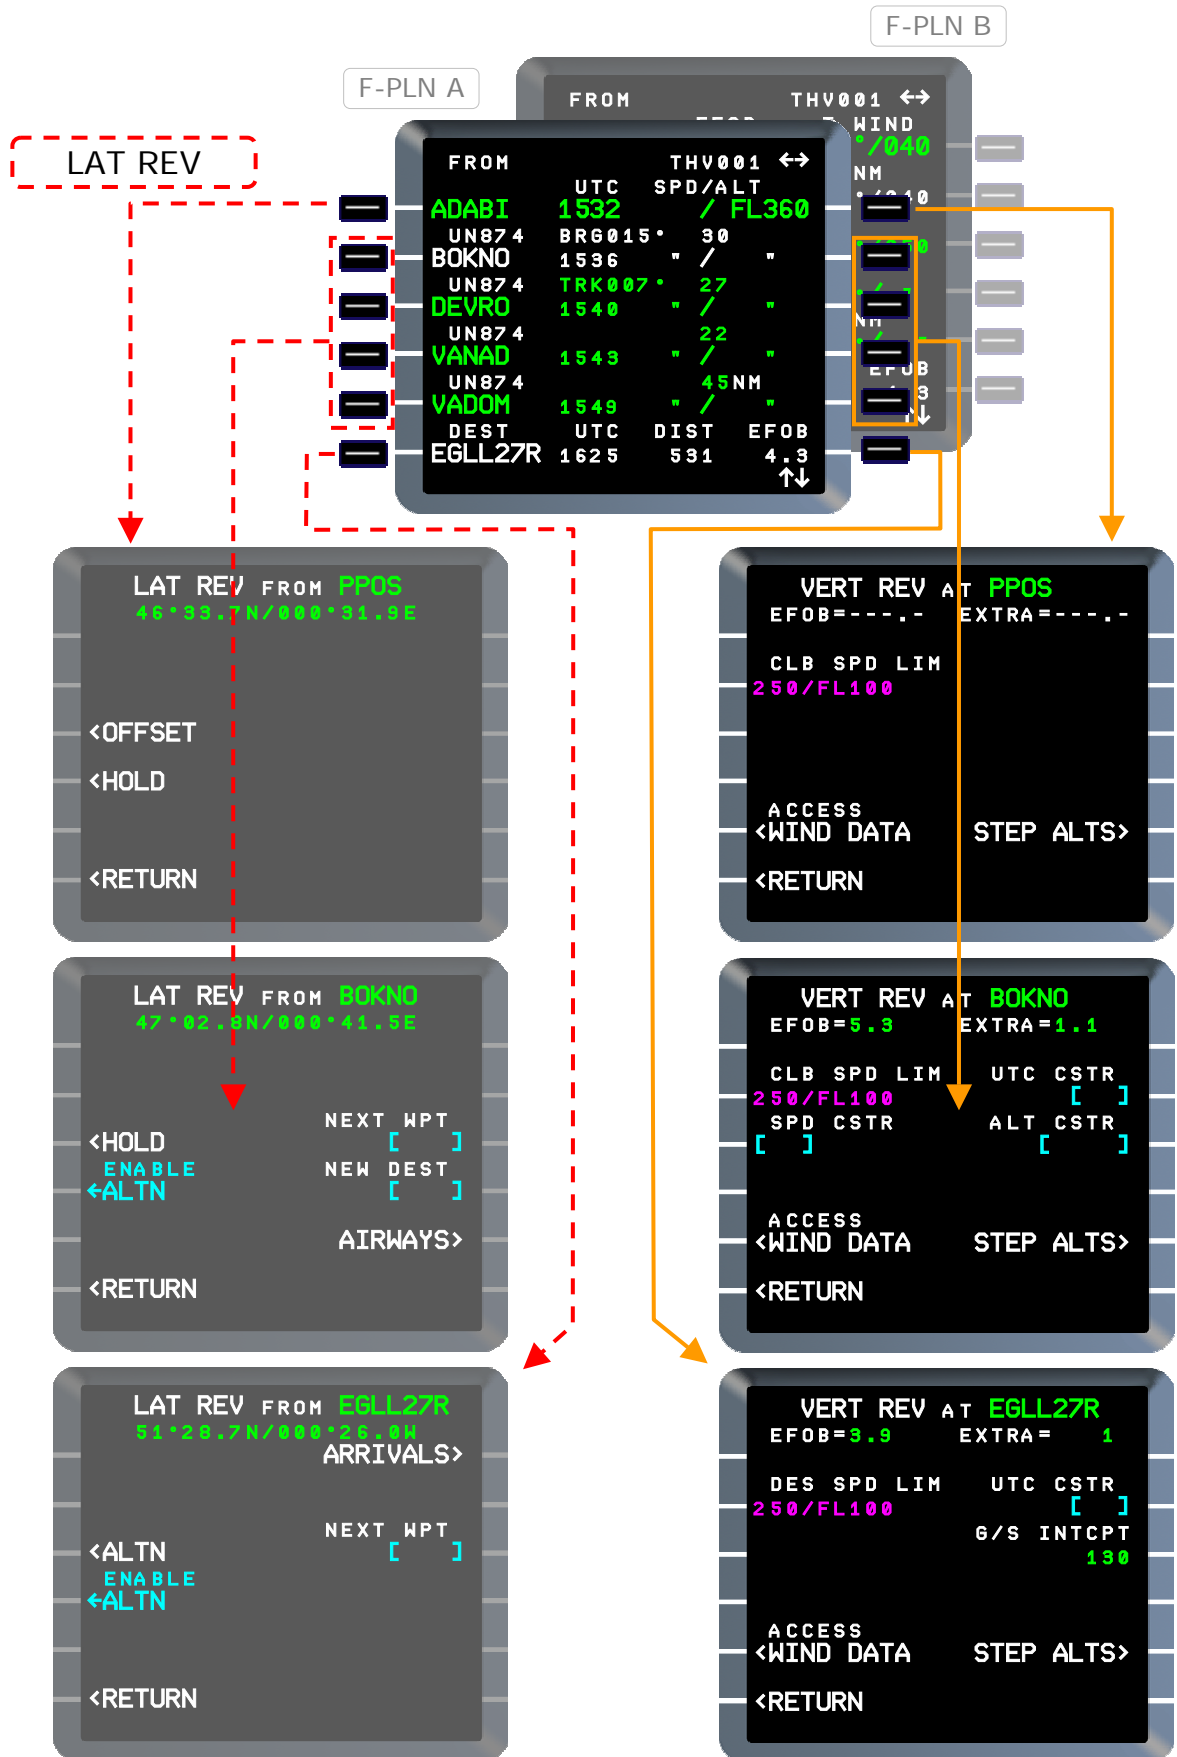 F-PLN B
F-PLN A
FROM THV001 ←→
WIND
°/040
NM
LAT REV
FROM THV001 ←→
UTC SPD/ALT
ADABI 1532 / FL360
UN874 BRG015° 30
BOKNO 1536 " / "
UN874 TRK007° 27
DEVRO 1540 " / "
UN874 22
VANAD 1543 " / "
UN874 45NM
VADOM 1549 " / "
DEST UTC DIST EFOB
EGLL27R 1625 531 4.3
↑↓
NM
EFOB
3
LAT REV FROM PPOS
46°33.7N/000°31.9E
<OFFSET
<HOLD
<RETURN
VERT REV AT PPOS
EFOB=---.- EXTRA=---.-
CLB SPD LIM
250/FL100
ACCESS
<WIND DATA STEP ALTS>
<RETURN
LAT REV FROM BOKNO
47°02.8N/000°41.5E
NEXT WPT
<HOLD [ ]
ENABLE NEW DEST
←ALTN [ ]
AIRWAYS>
<RETURN
VERT REV AT BOKNO
EFOB=5.3 EXTRA=1.1
CLB SPD LIM UTC CSTR
250/FL100 [ ]
SPD CSTR ALT CSTR
[ ] [ ]
ACCESS
<WIND DATA STEP ALTS>
<RETURN
LAT REV FROM EGLL27R
51°28.7N/000°26.0W
ARRIVALS>
NEXT WPT
<ALTN [ ]
ENABLE
←ALTN
<RETURN
VERT REV AT EGLL27R
EFOB=3.9 EXTRA= 1
DES SPD LIM UTC CSTR
250/FL100 [ ]
G/S INTCPT
130
ACCESS
<WIND DATA STEP ALTS>
<RETURN